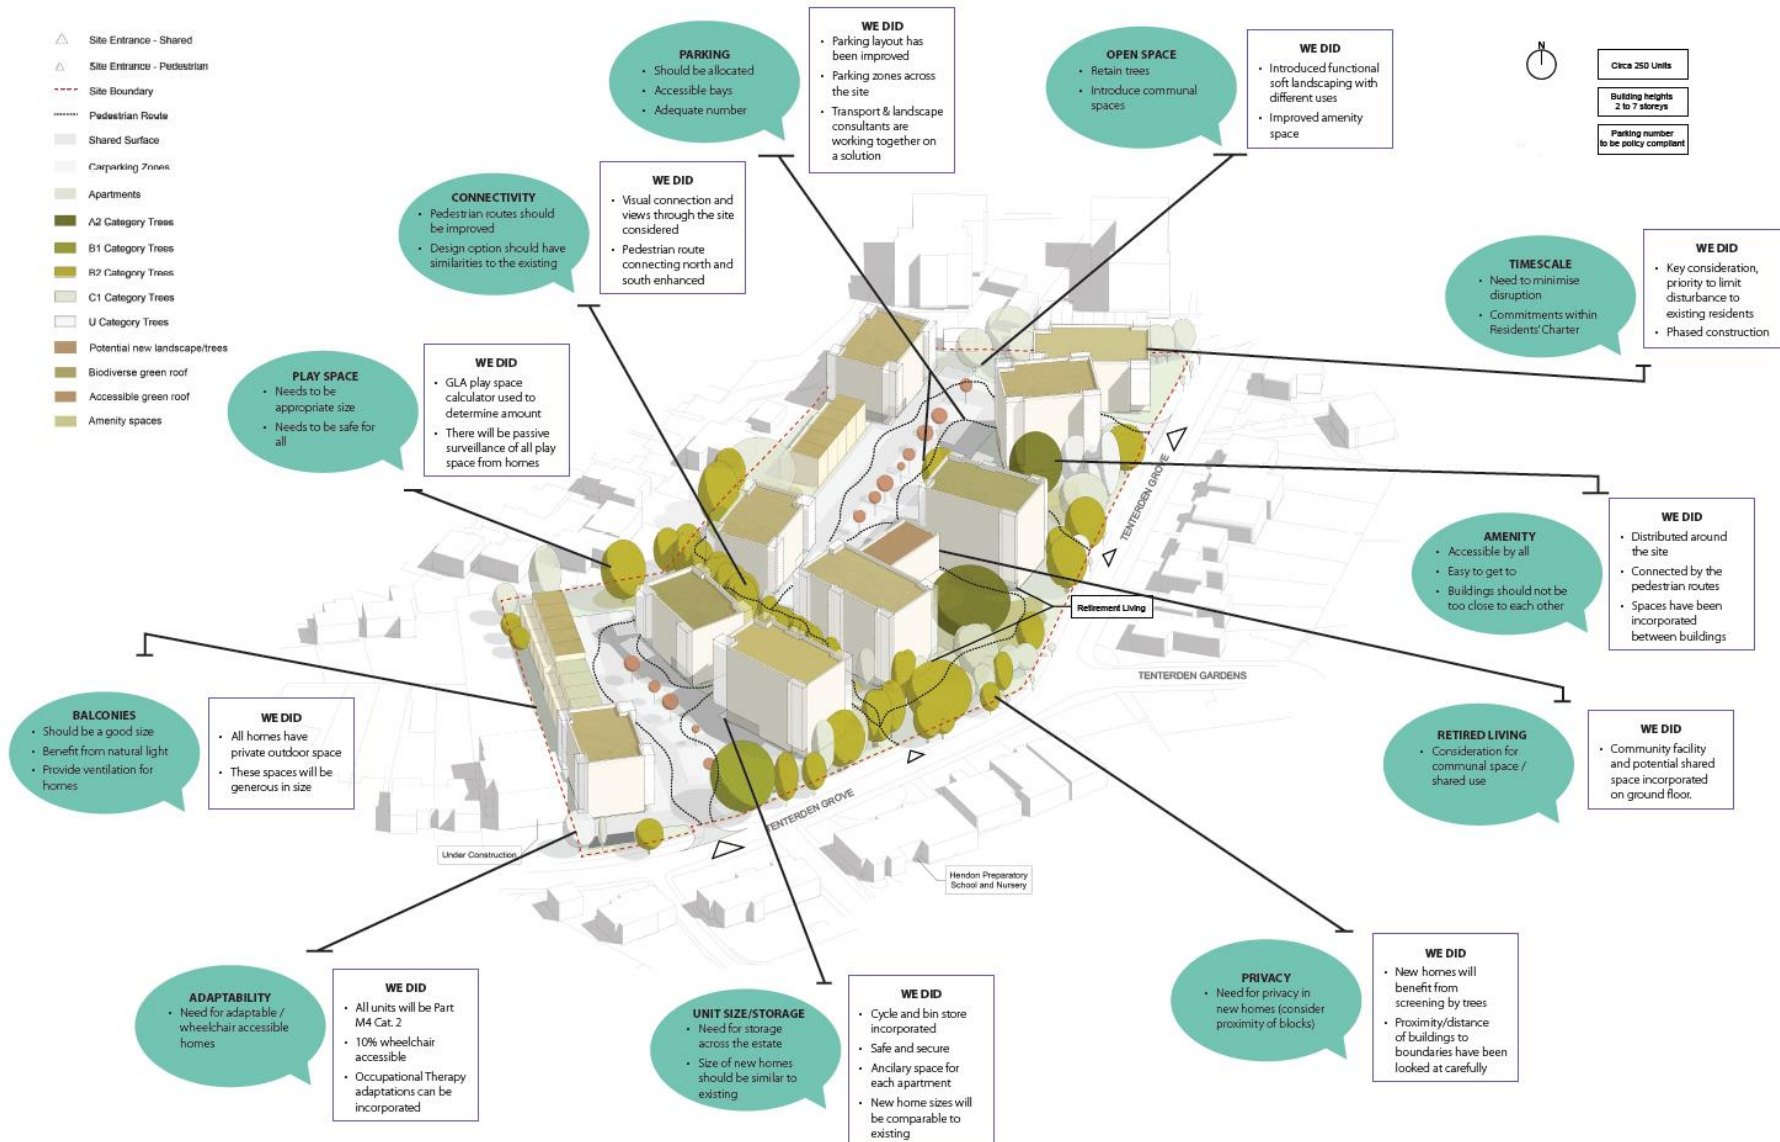 Site Entrance - Shared
Site Entrance - Pedestrian
Site Boundary
Pedestrian Route
Shared Surface
Carparking Zones
Apartments
A2 Category Trees
B1 Category Trees
B2 Category Trees
C1 Category Trees
U Category Trees
Potential new landscape/trees
Biodiverse green roof
Accessible green roof
Amenity spaces
PARKING
• Should be allocated
• Accessible bays
• Adequate number
WE DID
• Parking layout has
been improved
• Parking zones across
the site
• Transport & landscape
consultants are
working together on
a solution
OPEN SPACE
• Retain trees
• Introduce communal
spaces
WE DID
• Introduced functional
soft landscaping with
different uses
• Improved amenity
space
N
Circa 250 Units
Building heights
2 to 7 storeys
Parking number
to be policy compliant
CONNECTIVITY
• Pedestrian routes should
be improved
• Design option should have
similarities to the existing
WE DID
• Visual connection and
views through the site
considered
• Pedestrian route
connecting north and
south enhanced
TIMESCALE
• Need to minimise
disruption
• Commitments within
Residents' Charter
WE DID
• Key consideration,
priority to limit
disturbance to
existing residents
• Phased construction
PLAY SPACE
• Needs to be
appropriate size
• Needs to be safe for
all
WE DID
• GLA play space
calculator used to
determine amount
• There will be passive
surveillance of all play
space from homes
AMENITY
• Accessible by all
• Easy to get to
• Buildings should not be
too close to each other
WE DID
• Distributed around
the site
• Connected by the
pedestrian routes
• Spaces have been
incorporated
between buildings
TENTERDEN GROVE
Retirement Living
TENTERDEN GARDENS
BALCONIES
• Should be a good size
• Benefit from natural light
• Provide ventilation for
homes
WE DID
• All homes have
private outdoor space
• These spaces will be
generous in size
RETIRED LIVING
• Consideration for
communal space /
shared use
WE DID
• Community facility
and potential shared
space incorporated
on ground floor.
TENTERDEN GROVE
Under Construction
Hendon Preparatory
School and Nursery
ADAPTABILITY
• Need for adaptable /
wheelchair accessible
homes
WE DID
• All units will be Part
M4 Cat. 2
• 10% wheelchair
accessible
• Occupational Therapy
adaptations can be
incorporated
UNIT SIZE/STORAGE
• Need for storage
across the estate
• Size of new homes
should be similar to
existing
WE DID
• Cycle and bin store
incorporated
• Safe and secure
• Ancilary space for
each apartment
• New home sizes will
be comparable to
existing
PRIVACY
• Need for privacy in
new homes (consider
proximity of blocks)
WE DID
• New homes will
benefit from
screening by trees
• Proximity/distance
of buildings to
boundaries have been
looked at carefully